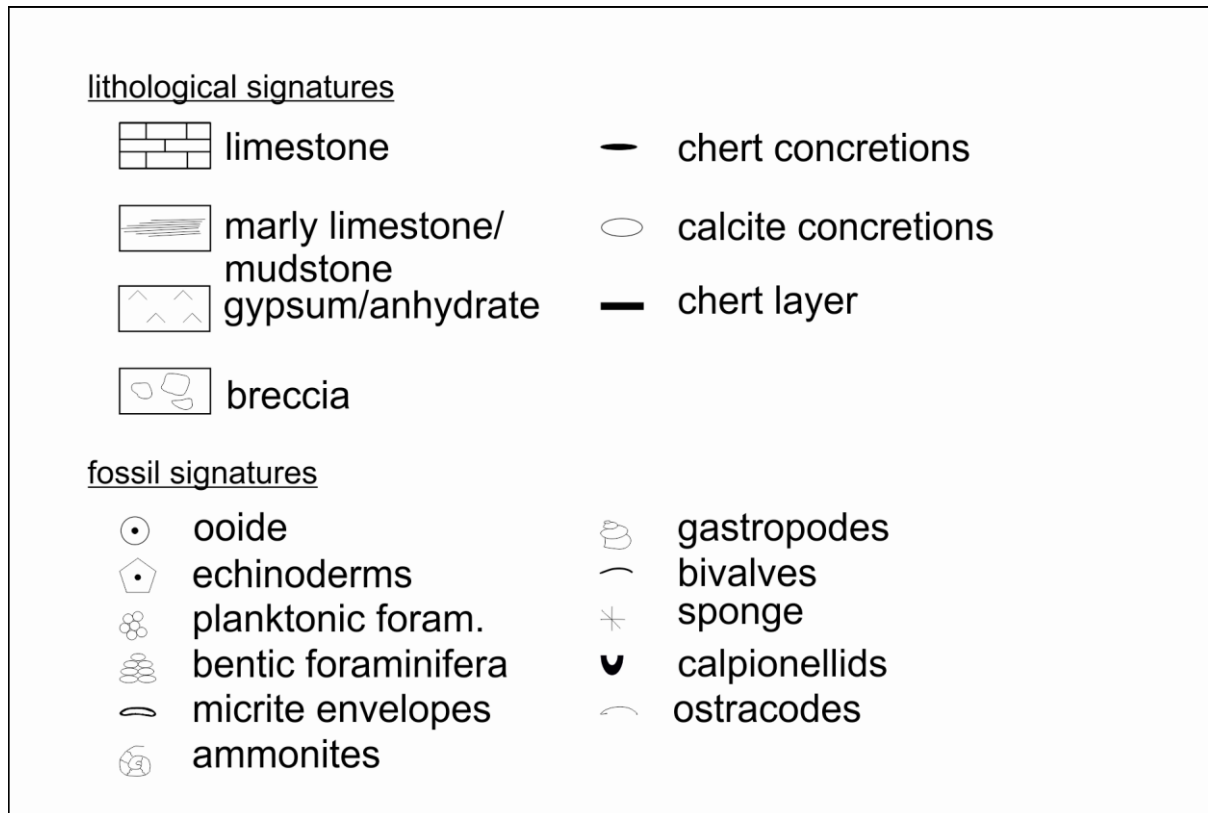 lithological signatures
limestone
chert concretions
marly limestone/
mudstone
calcite concretions
gypsum/anhydrate
chert layer
breccia
fossil signatures
ooide
gastropodes
echinoderms
bivalves
planktonic foram.
sponge
bentic foraminifera
calpionellids
micrite envelopes
ostracodes
ammonites